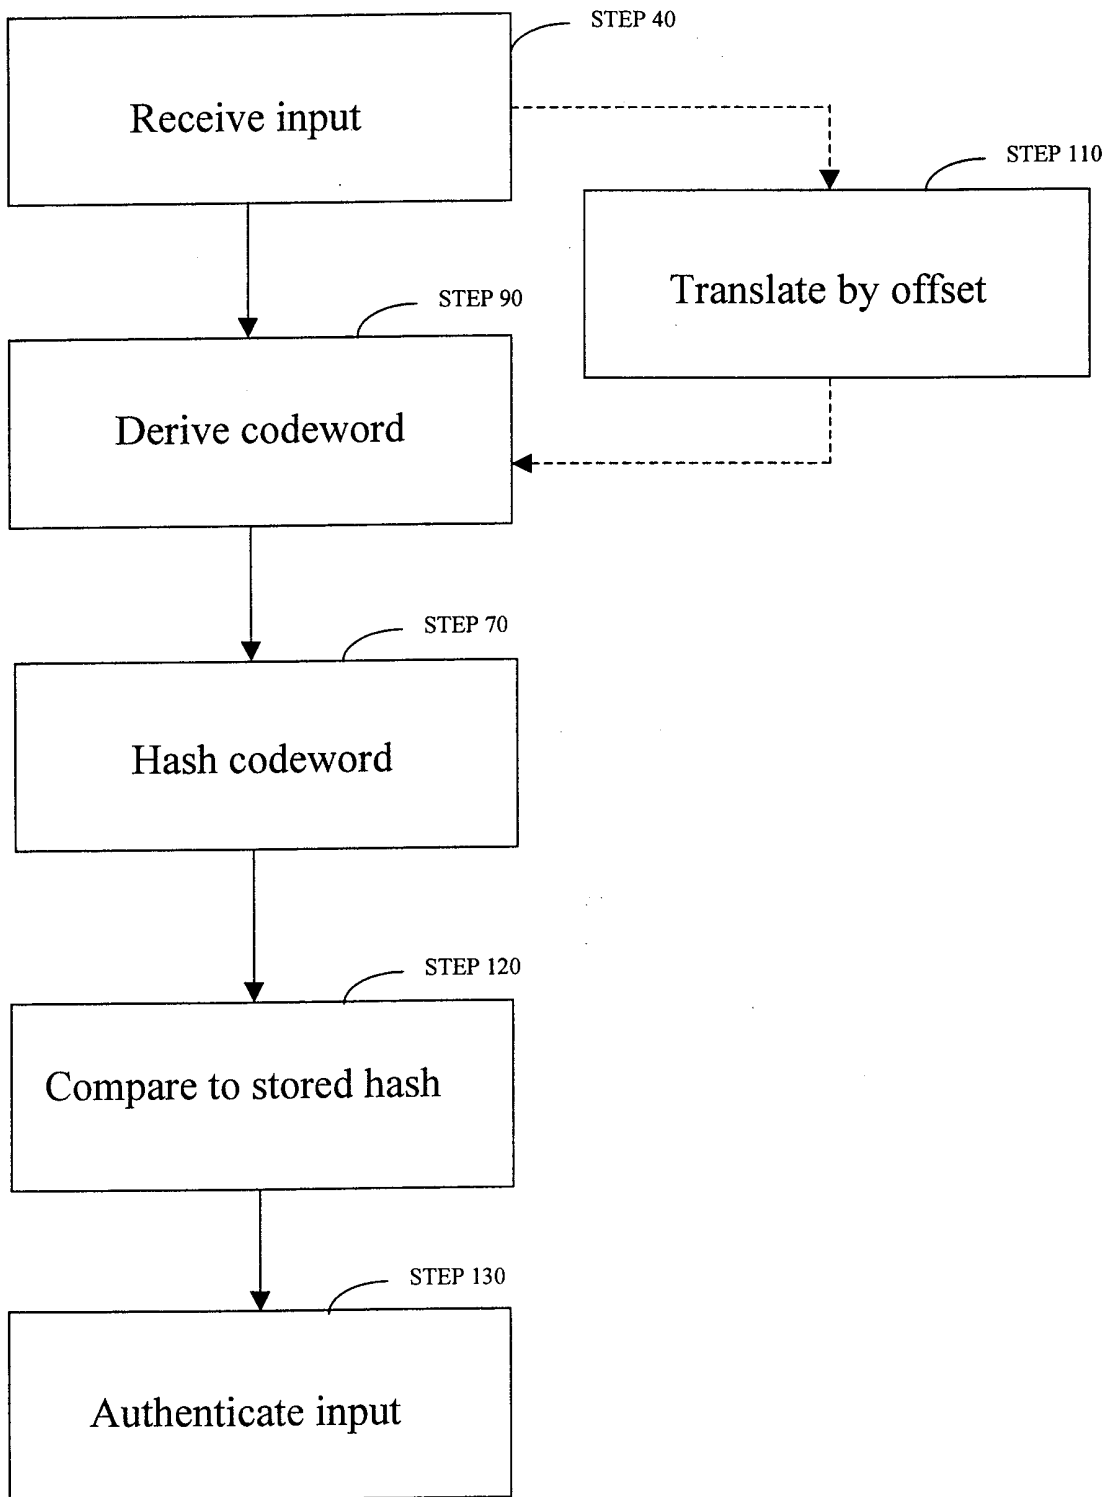 STEP 40
Receive input
STEP 110
Translate by offset
STEP 90
Derive codeword
STEP 70
Hash codeword
STEP 120
Compare to stored hash
STEP 130
Authenticate input